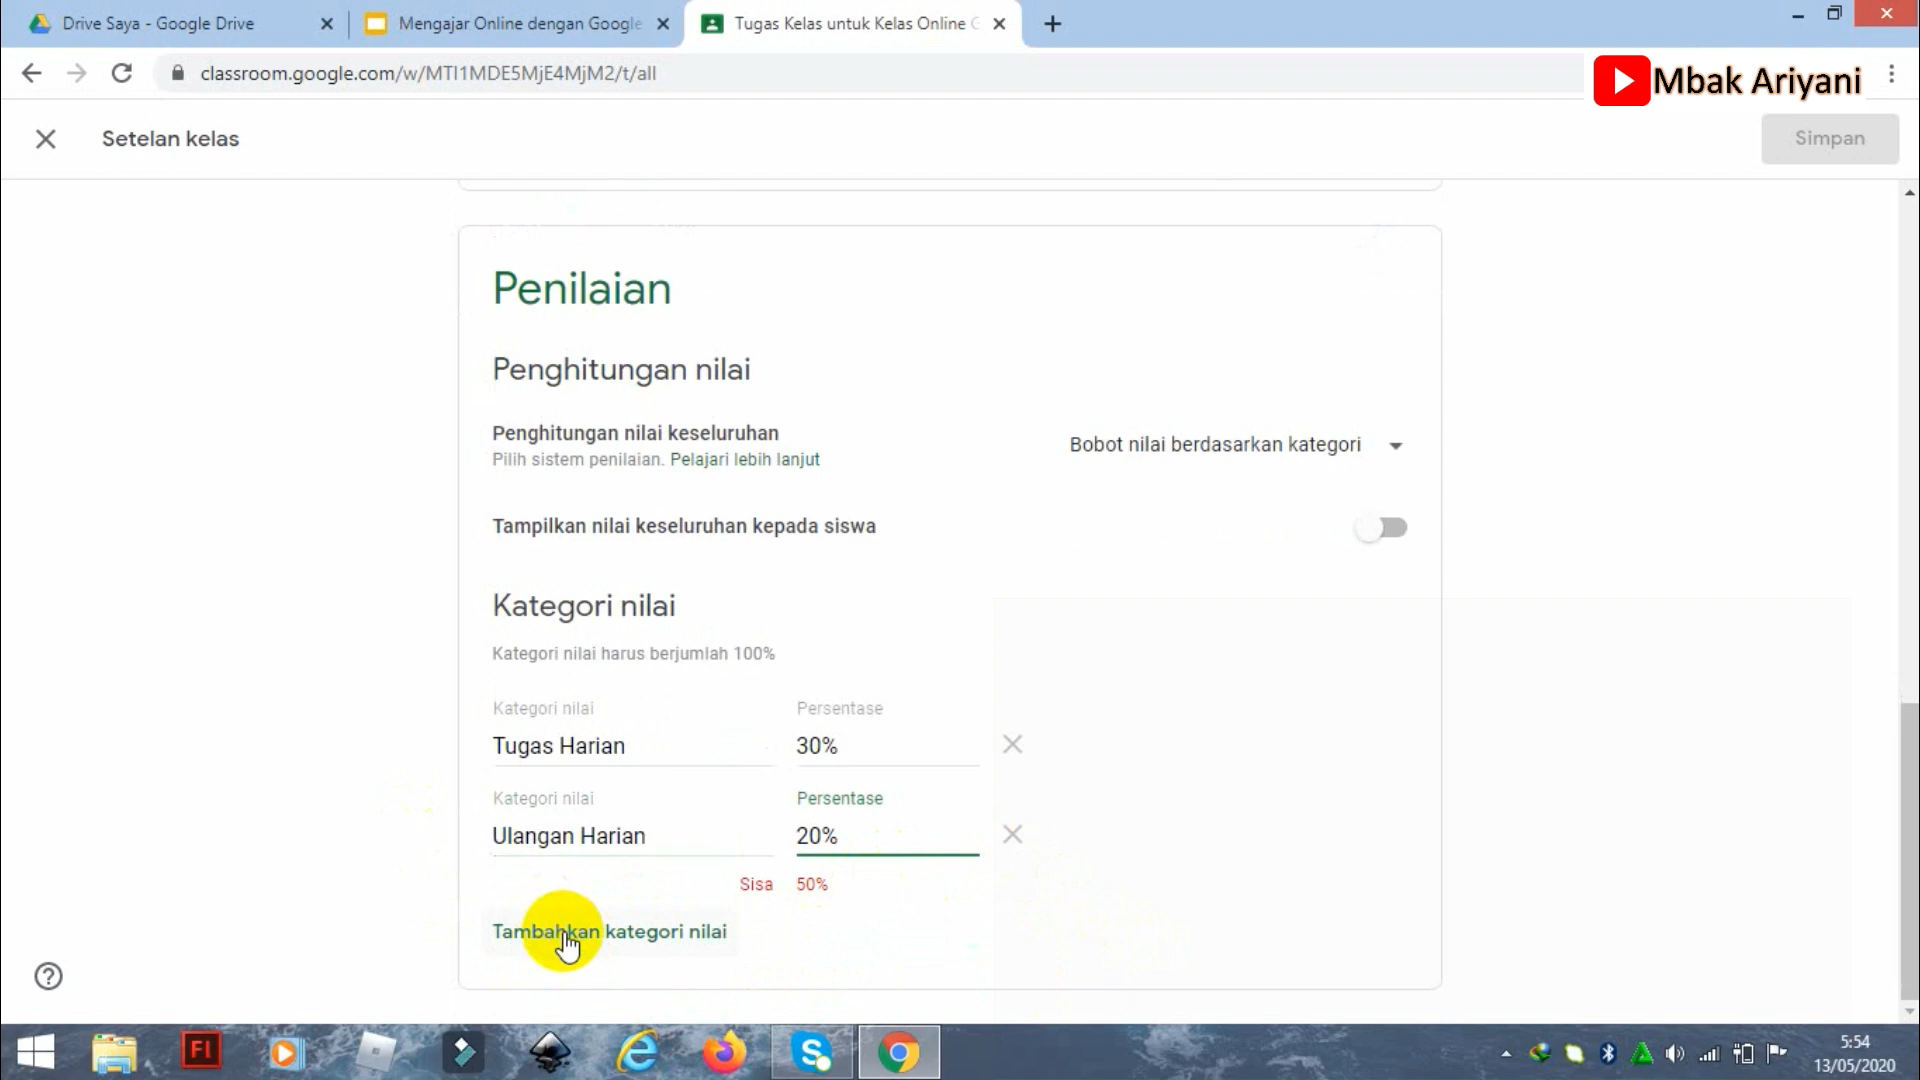 Drive Saya - Google Drive
Mengajar Online dengan Google
Tugas Kelas untuk Kelas Online G
classroom.google.com/w/MTI1MDE5MjE4MjM2/t/all
Mbak Ariyani
Setelan kelas
Simpan
Penilaian
Penghitungan nilai
Penghitungan nilai keseluruhan
Bobot nilai berdasarkan kategori
Pilih sistem penilaian. Pelajari lebih lanjut
Tampilkan nilai keseluruhan kepada siswa
Kategori nilai
Kategori nilai harus berjumlah 100%
Kategori nilai Persentase
Tugas Harian 30%
Kategori nilai Persentase
Ulangan Harian 20%
Sisa 50%
Tambahkan kategori nilai
Fl
5:54
13/05/2020